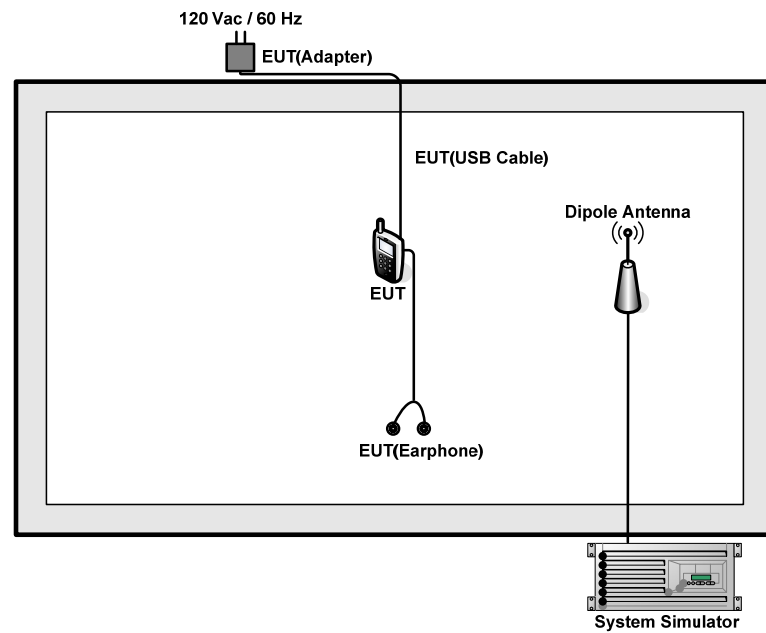 120 Vac / 60 Hz
EUT(Adapter)
EUT(USB Cable)
Dipole Antenna
EUT
EUT(Earphone)
System Simulator